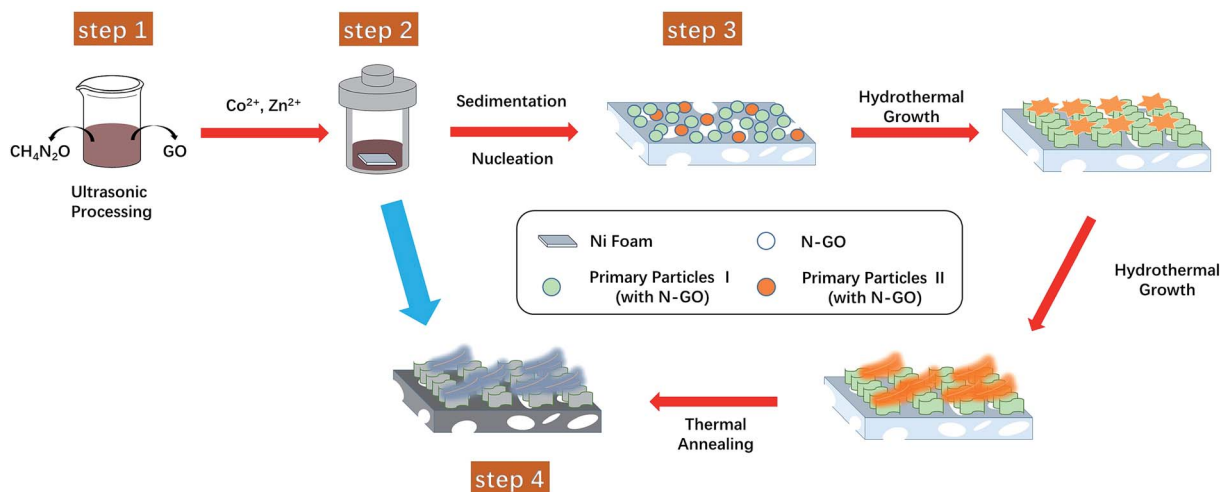 step 1
step 2
step 3
Co²⁺, Zn²⁺
Sedimentation
Nucleation
Hydrothermal
Growth
CH₄N₂O
GO
Ultrasonic
Processing
Ni Foam
N-GO
Primary Particles Ⅰ
(with N-GO)
Primary Particles Ⅱ
(with N-GO)
Hydrothermal
Growth
Thermal
Annealing
step 4